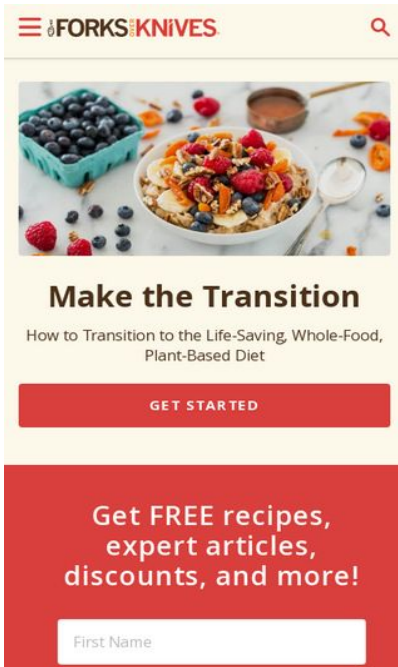 FORKS OVER KNIVES
Make the Transition
How to Transition to the Life-Saving, Whole-Food,
Plant-Based Diet
GET STARTED
Get FREE recipes,
expert articles,
discounts, and more!
First Name